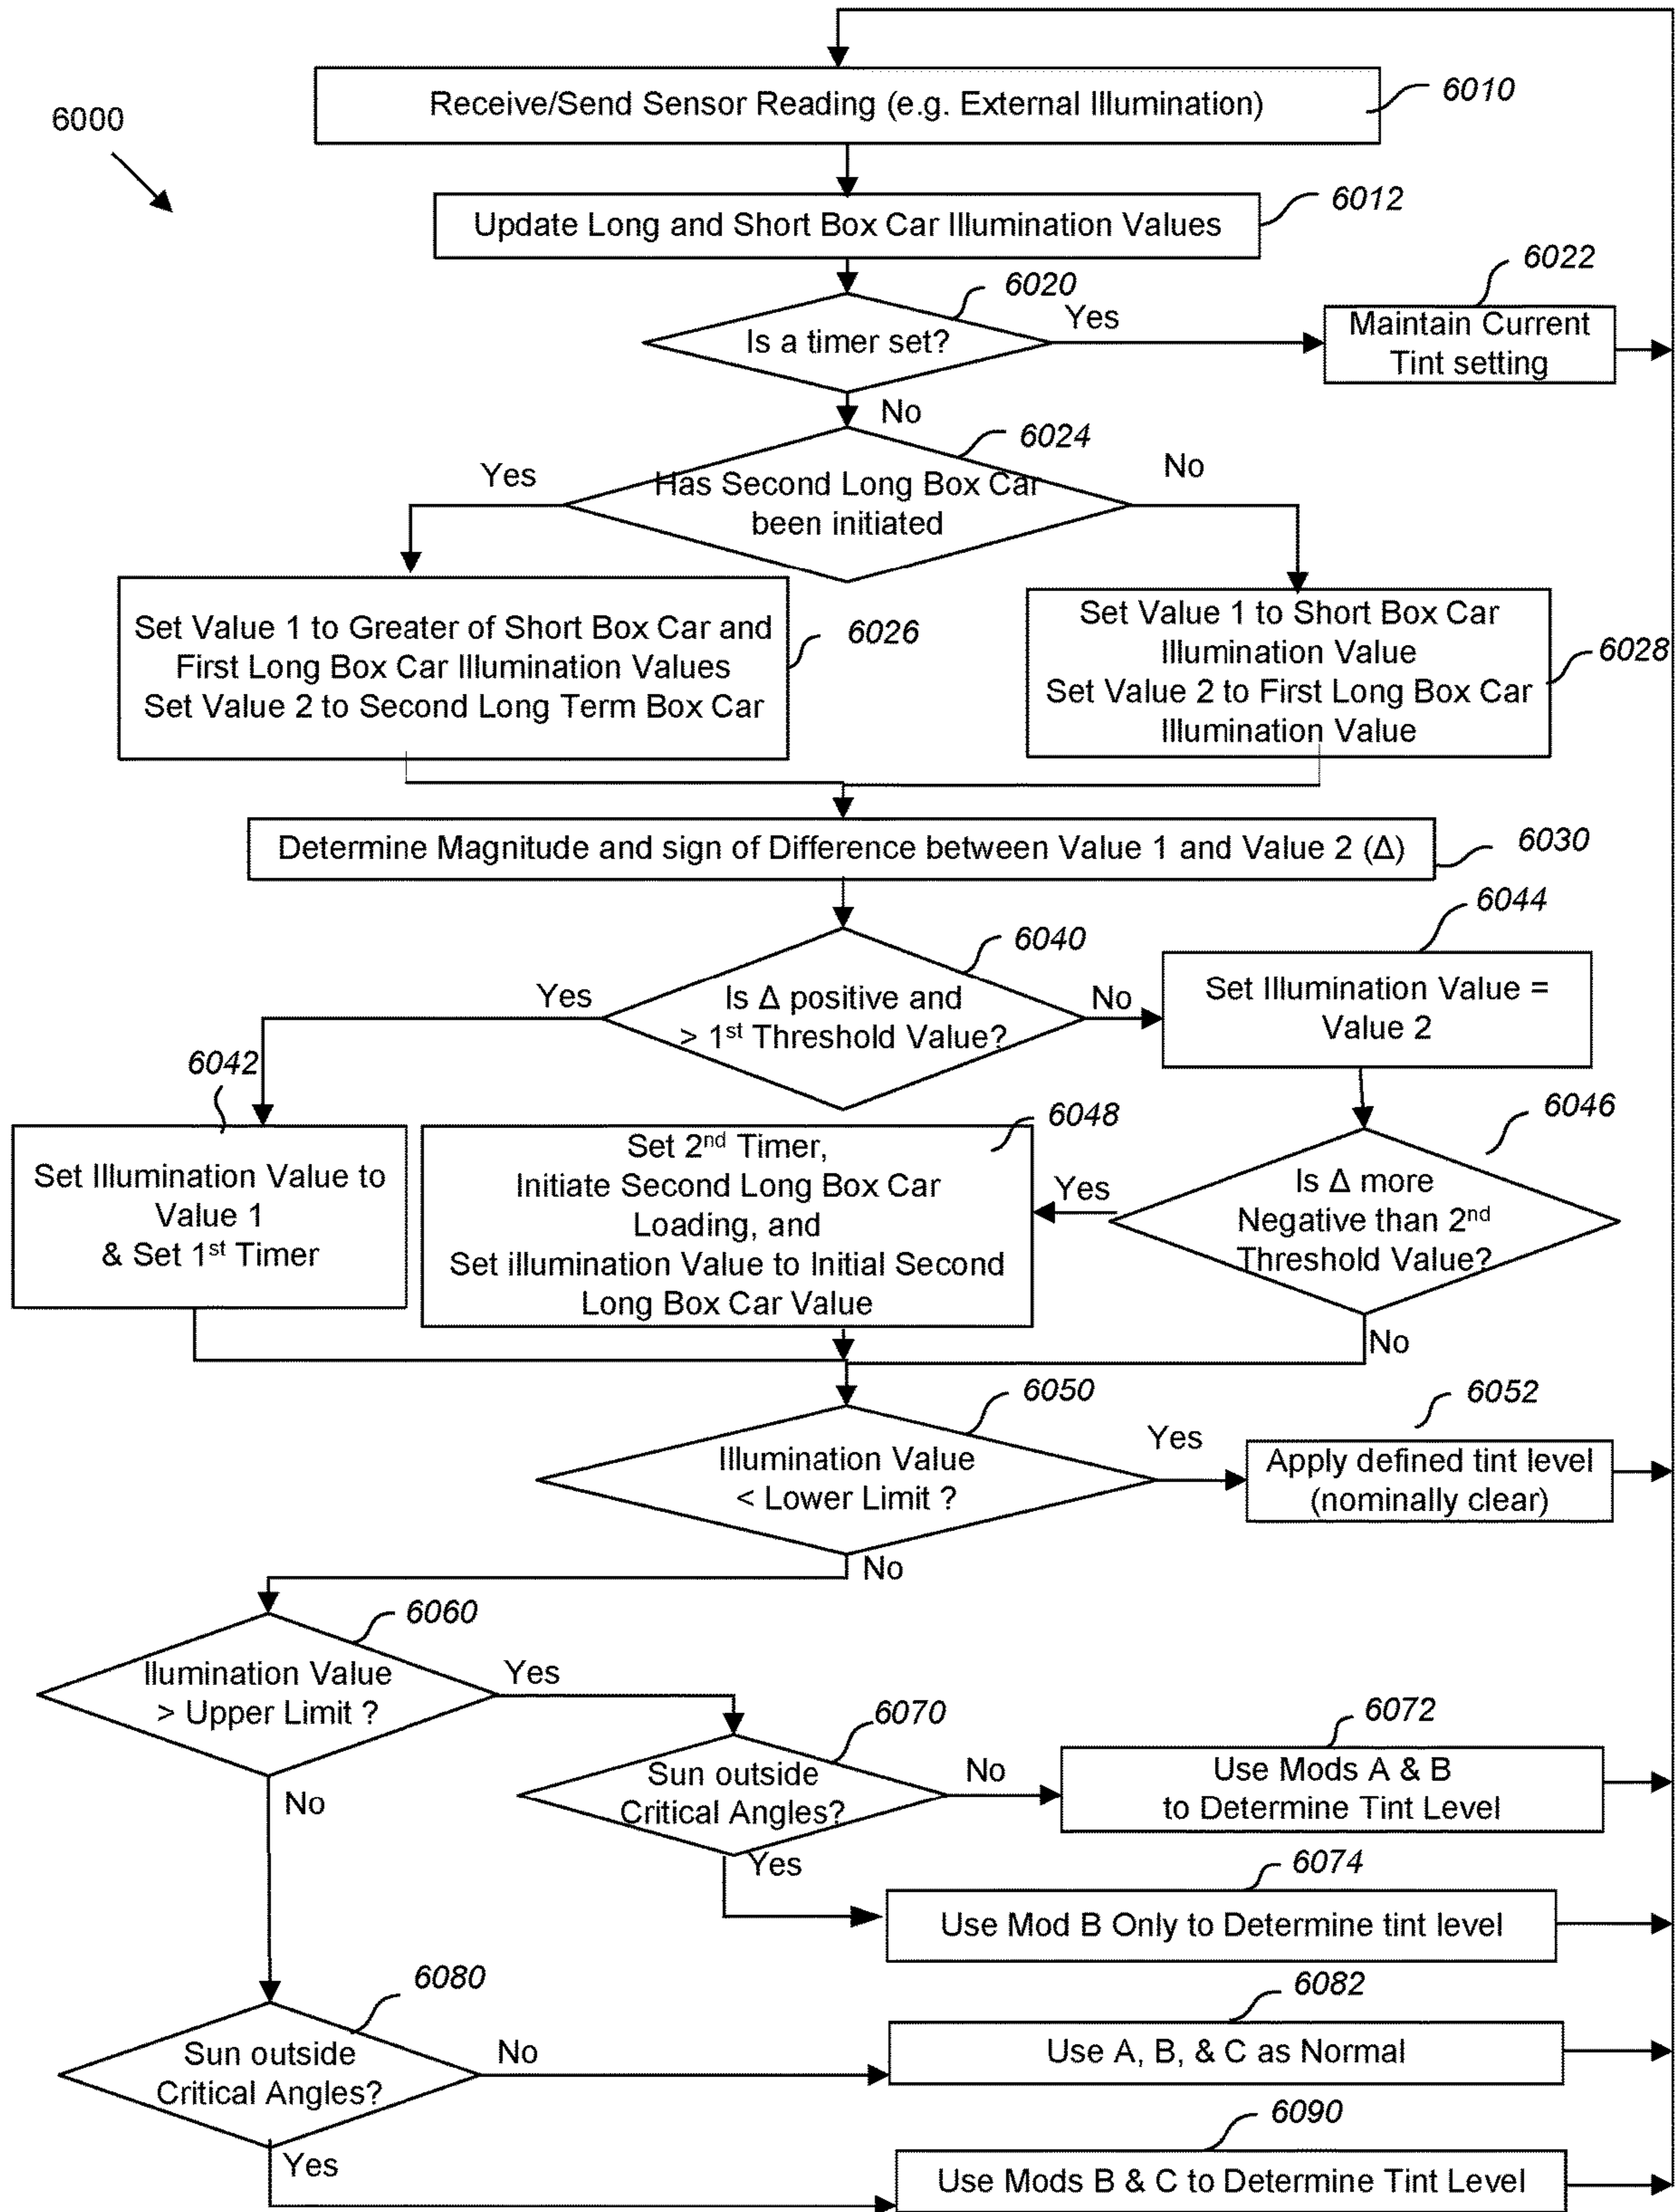 Receive/Send Sensor Reading (e.g. External Illumination)
6010
6000
Update Long and Short Box Car Illumination Values
6012
6020
Is a timer set?
Yes
6022
Maintain Current
Tint setting
No
6024
Yes
Has Second Long Box Car
been initiated
No
Set Value 1 to Greater of Short Box Car and
First Long Box Car Illumination Values
Set Value 2 to Second Long Term Box Car
6026
Set Value 1 to Short Box Car
Illumination Value
Set Value 2 to First Long Box Car
Illumination Value
6028
Determine Magnitude and sign of Difference between Value 1 and Value 2 (Δ)
6030
6040
Is Δ positive and
> 1st Threshold Value?
Yes
No
6044
Set Illumination Value =
Value 2
6042
Set Illumination Value to
Value 1
& Set 1st Timer
6048
Set 2nd Timer,
Initiate Second Long Box Car
Loading, and
Set illumination Value to Initial Second
Long Box Car Value
Yes
6046
Is Δ more
Negative than 2nd
Threshold Value?
No
6050
Illumination Value
< Lower Limit ?
Yes
6052
Apply defined tint level
(nominally clear)
No
6060
Ilumination Value
> Upper Limit ?
Yes
No
6070
Sun outside
Critical Angles?
No
6072
Use Mods A & B
to Determine Tint Level
Yes
6074
Use Mod B Only to Determine tint level
6080
Sun outside
Critical Angles?
No
6082
Use A, B, & C as Normal
Yes
6090
Use Mods B & C to Determine Tint Level